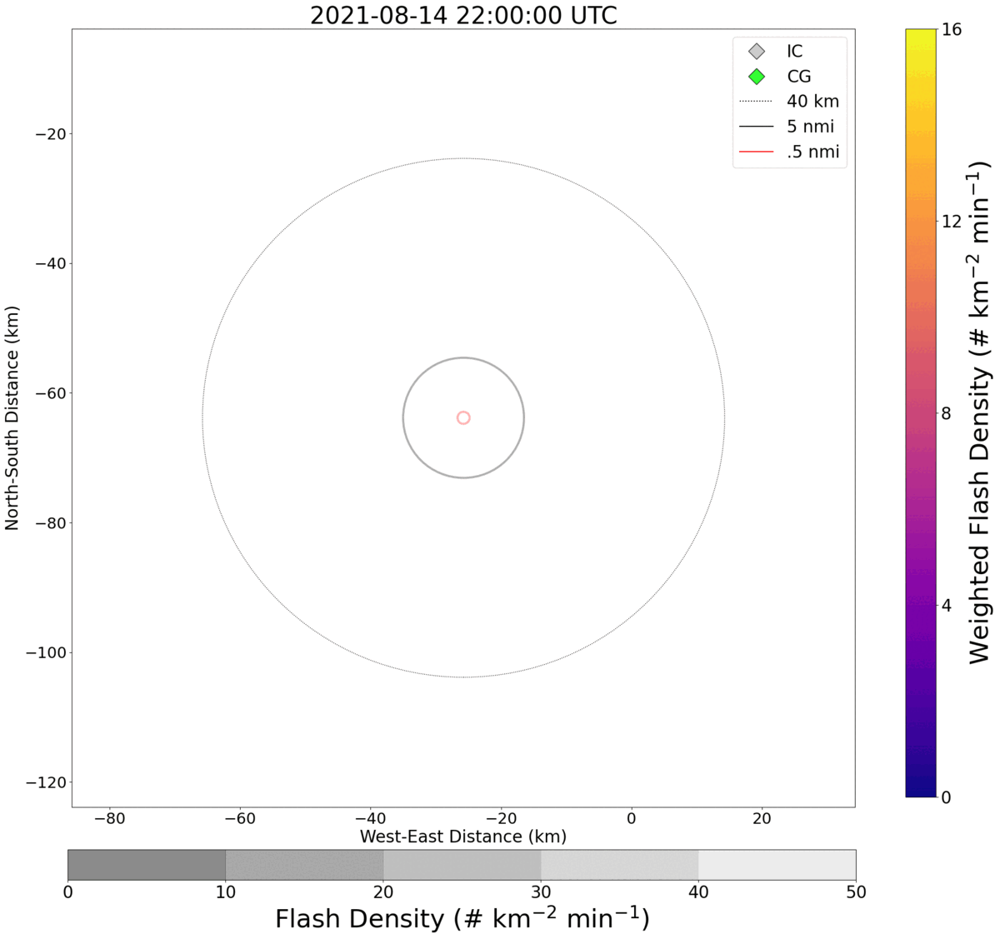 2021-08-14 22:00:00 UTC
IC
CG
40 km
5 nmi
.5 nmi
−20
−40
−60
−80
−100
−120
North-South Distance (km)
−80 −60 −40 −20 0 20
West-East Distance (km)
16
12
8
4
0
Weighted Flash Density (# km⁻² min⁻¹)
0 10 20 30 40 50
Flash Density (# km⁻² min⁻¹)